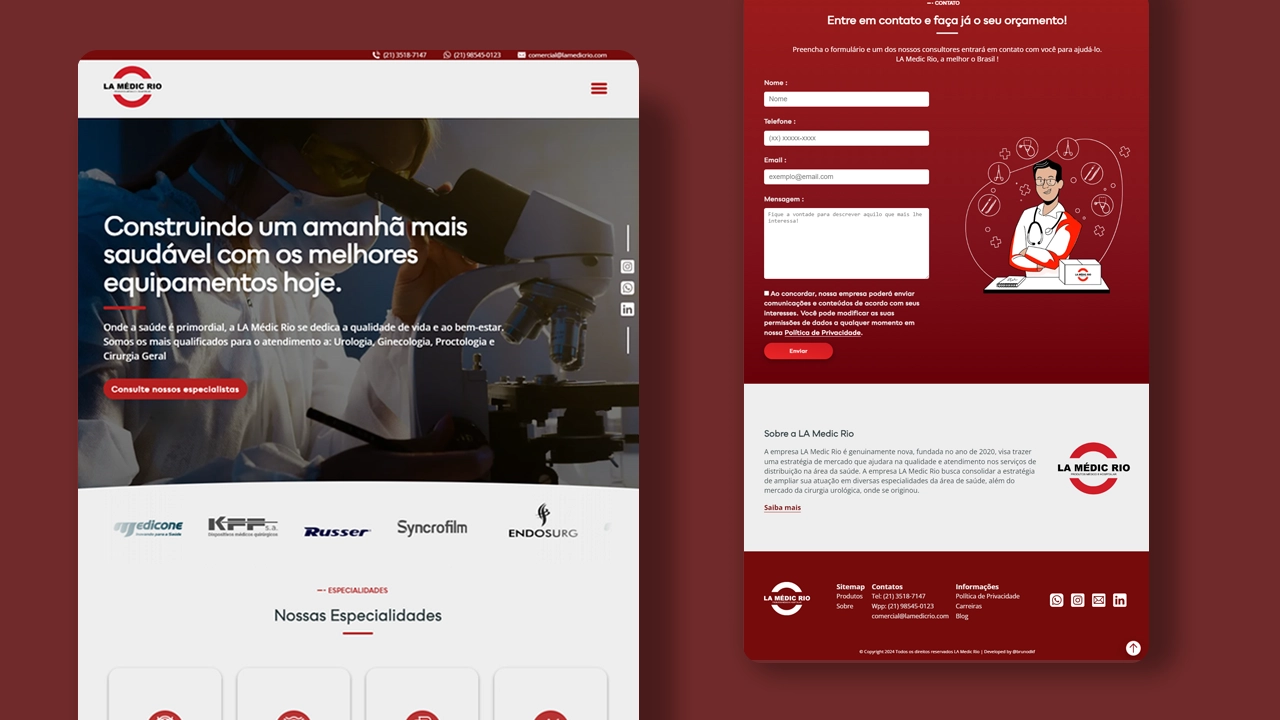 (21) 3518-7147
(21) 98545-0123
comercial@lamedicrio.com
LA MÉDIC RIO
Construindo um amanhã mais
saudável com os melhores
equipamentos hoje.
Onde a saúde é primordial, a LA Médic Rio se dedica a qualidade de vida e ao bem-estar.
Somos os mais qualificados para o atendimento a: Urologia, Ginecologia, Proctologia e
Cirurgia Geral
Consulte nossos especialistas
Medicone
Inovando para a Saúde
KFF S.A.
Dispositivos médicos quirúrgicos
Russer
Syncrofilm
ENDOSURG
ESPECIALIDADES
Nossas Especialidades
CONTATO
Entre em contato e faça já o seu orçamento!
Preencha o formulário e um dos nossos consultores entrará em contato com você para ajudá-lo.
LA Medic Rio, a melhor o Brasil !
Nome :
Nome
Telefone :
(xx) xxxxx-xxxx
Email :
exemplo@email.com
Mensagem :
Fique a vontade para descrever aquilo que mais lhe
interessa!
Ao concordar, nossa empresa poderá enviar
comunicações e conteúdos de acordo com seus
interesses. Você pode modificar as suas
permissões de dados a qualquer momento em
nossa Política de Privacidade.
Enviar
LA MÉDIC RIO
Sobre a LA Medic Rio
A empresa LA Medic Rio é genuinamente nova, fundada no ano de 2020, visa trazer
uma estratégia de mercado que ajudara na qualidade e atendimento nos serviços de
distribuição na área da saúde. A empresa LA Medic Rio busca consolidar a estratégia
de ampliar sua atuação em diversas especialidades da área de saúde, além do
mercado da cirurgia urológica, onde se originou.
Saiba mais
LA MÉDIC RIO
LA MÉDIC RIO
Sitemap
Produtos
Sobre
Contatos
Tel: (21) 3518-7147
Wpp: (21) 98545-0123
comercial@lamedicrio.com
Informações
Política de Privacidade
Carreiras
Blog
© Copyright 2024 Todos os direitos reservados LA Medic Rio | Developed by @brunodkf